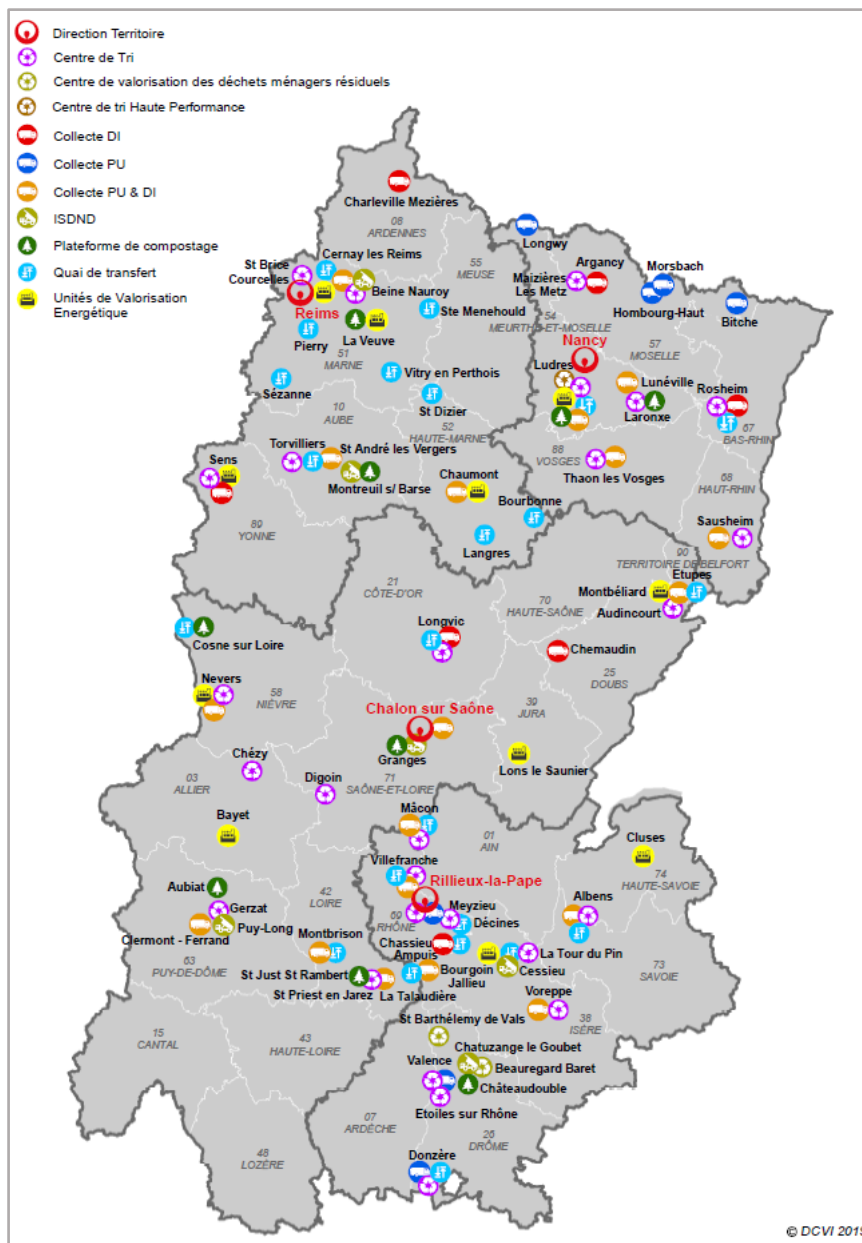 Direction Territoire
Centre de Tri
Centre de valorisation des déchets ménagers résiduels
Centre de tri Haute Performance
Collecte DI
Collecte PU
Collecte PU & DI
ISDND
Plateforme de compostage
Quai de transfert
Unités de Valorisation
Energétique
Charleville Mezières
08
ARDENNES
Longwy
St Brice
Courcelles
Cernay les Reims
55
MEUSE
Argancy
Morsbach
Maizières
Les Metz
Beine Nauroy
Reims
Ste Menehould
Hombourg-Haut
Bitche
54
MEURTHE-ET-MOSELLE
Pierry
La Veuve
51
MARNE
Nancy
57
MOSELLE
Ludres
Lunéville
Rosheim
Vitry en Perthois
Sézanne
St Dizier
Laronxe
67
BAS-RHIN
10
AUBE
52
HAUTE-MARNE
Torvilliers
St André les Vergers
88
VOSGES
Sens
Chaumont
Thaon les Vosges
68
HAUT-RHIN
Montreuil s/ Barse
Bourbonne
Sausheim
89
YONNE
Langres
90
TERRITOIRE DE BELFORT
21
CÔTE-D'OR
70
HAUTE-SAÔNE
Etupes
Montbéliard
Audincourt
Longvic
Cosne sur Loire
Chemaudin
25
DOUBS
Nevers
58
NIÈVRE
39
JURA
Chalon sur Saône
Granges
Lons le Saunier
Chézy
Digoin
71
SAÔNE-ET-LOIRE
03
ALLIER
Bayet
Mâcon
01
AIN
Cluses
Villefranche
74
HAUTE-SAVOIE
Rillieux-la-Pape
Aubiat
42
LOIRE
Albens
Gerzat
Meyzieu
69
RHÔNE
Décines
Puy-Long
Clermont - Ferrand
Montbrison
Chassieu
La Tour du Pin
Ampuis
63
PUY-DE-DÔME
Bourgoin
Jallieu
Cessieu
73
SAVOIE
St Just St Rambert
St Priest en Jarez
La Talaudière
Voreppe
38
ISÈRE
St Barthélemy de Vals
15
CANTAL
43
HAUTE-LOIRE
Chatuzange le Goubet
Valence
Beauregard Baret
Châteaudouble
Etoiles sur Rhône
07
ARDÈCHE
26
DRÔME
48
LOZÈRE
Donzère
© DCVI 2019